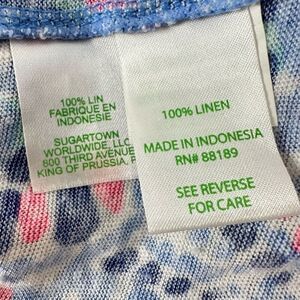 100% LIN
FABRIQUE EN
INDONESIE
SUGARTOWN
WORLDWIDE, LLC
800 THIRD AVENUE
KING OF PRUSSIA, P
100% LINEN
MADE IN INDONESIA
RN# 88189
SEE REVERSE
FOR CARE